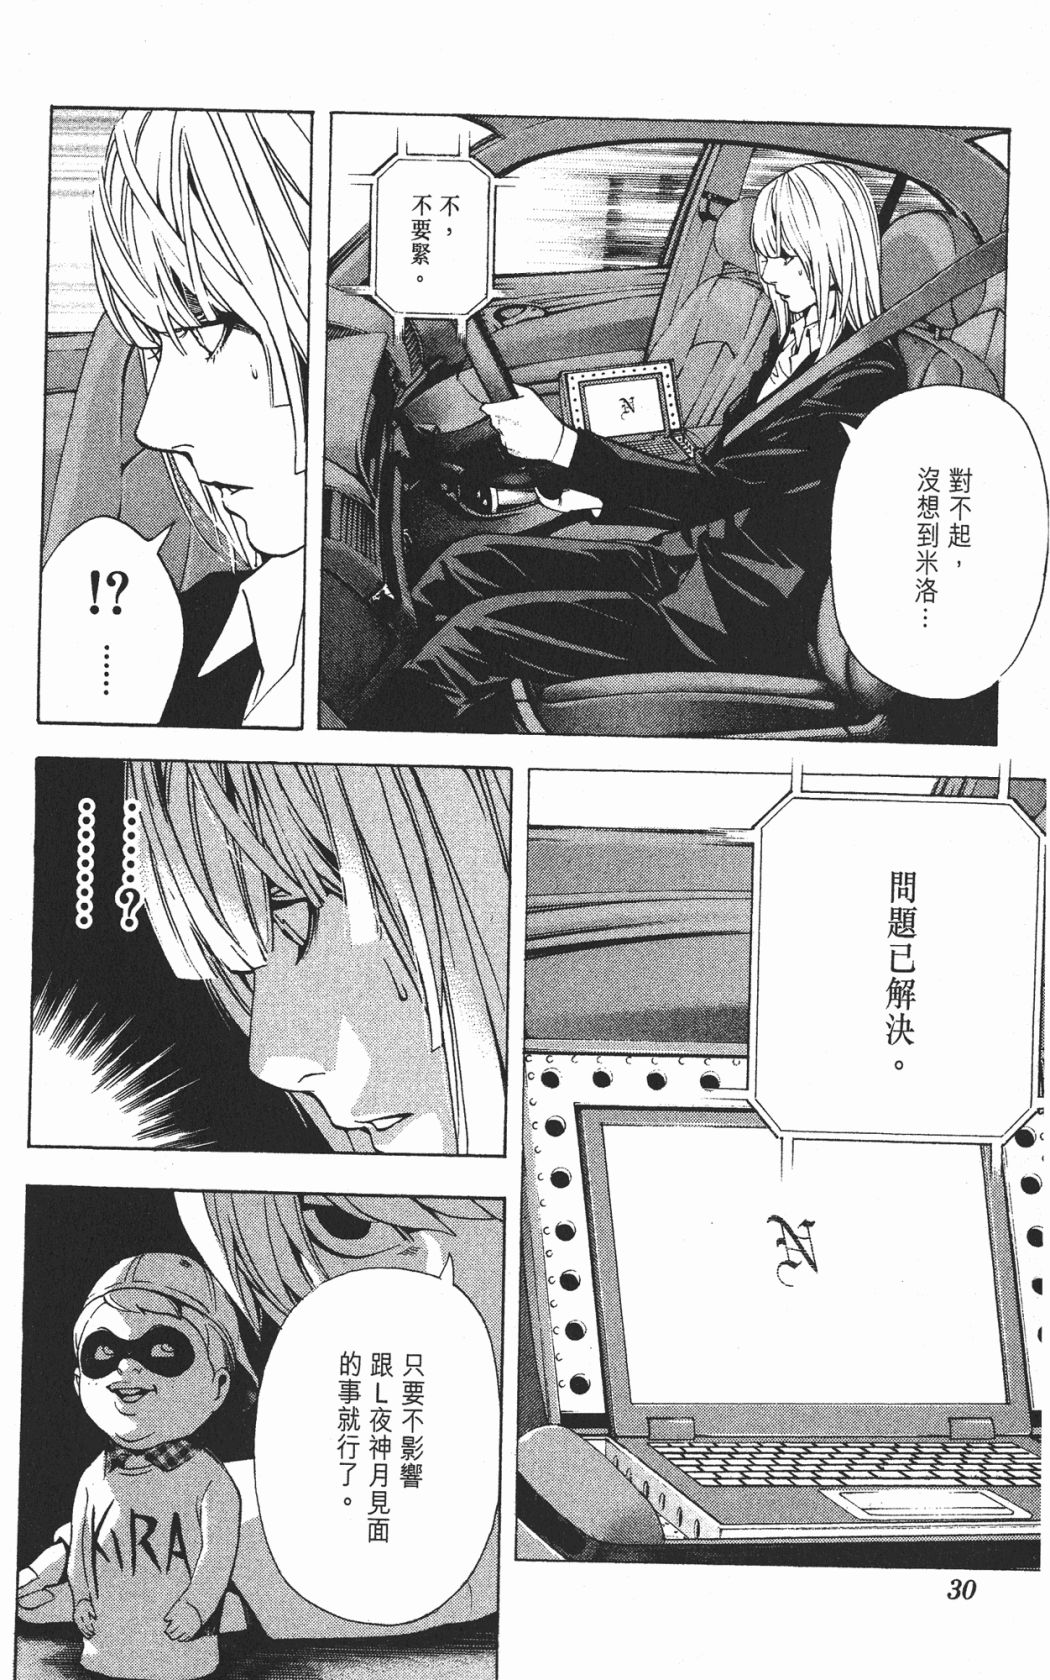 對不起，
沒想到米洛…
不，
不要緊。
N
!?
……
問題已解決。
N
…………?
…………
只要不影響
跟L夜神月見面
的事就行了。
KIRA
30